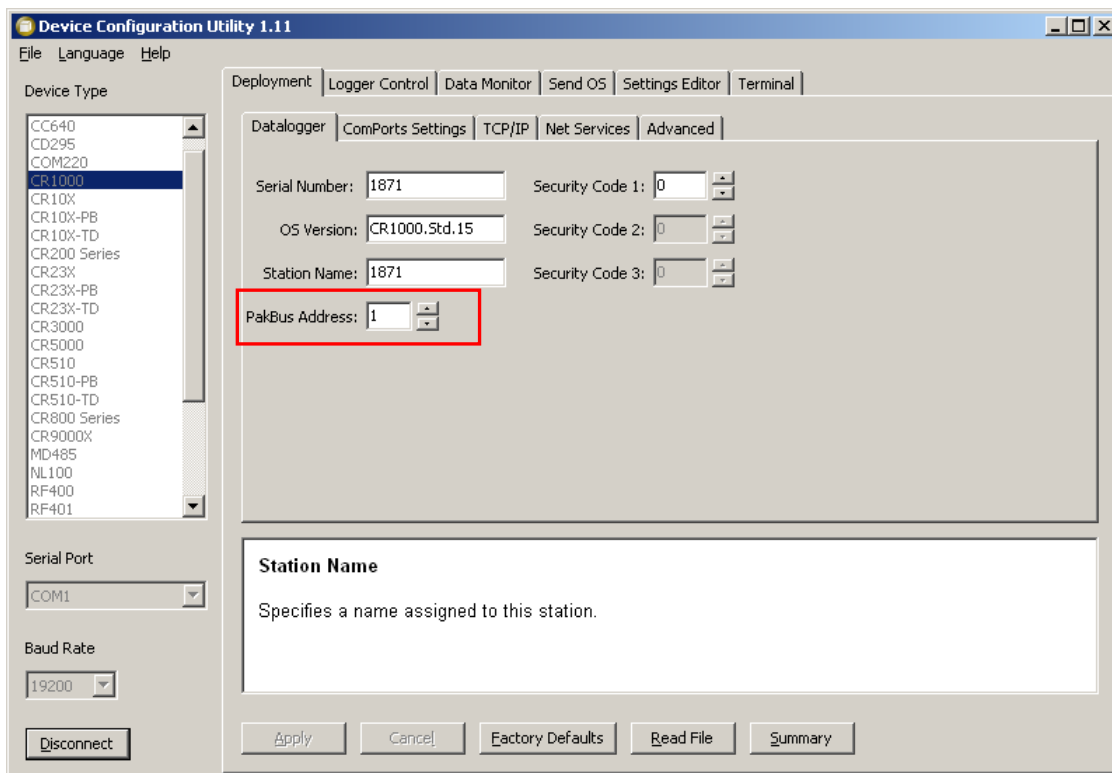 Device Configuration Utility 1.11
File Language Help
Device Type
CC640
CD295
COM220
CR1000
CR10X
CR10X-PB
CR10X-TD
CR200 Series
CR23X
CR23X-PB
CR23X-TD
CR3000
CR5000
CR510
CR510-PB
CR510-TD
CR800 Series
CR9000X
MD485
NL100
RF400
RF401
Serial Port
COM1
Baud Rate
19200
Disconnect
Deployment Logger Control Data Monitor Send OS Settings Editor Terminal
Datalogger ComPorts Settings TCP/IP Net Services Advanced
Serial Number: 1871 Security Code 1: 0
OS Version: CR1000.Std.15 Security Code 2: 0
Station Name: 1871 Security Code 3: 0
PakBus Address: 1
Station Name
Specifies a name assigned to this station.
Apply Cancel Factory Defaults Read File Summary